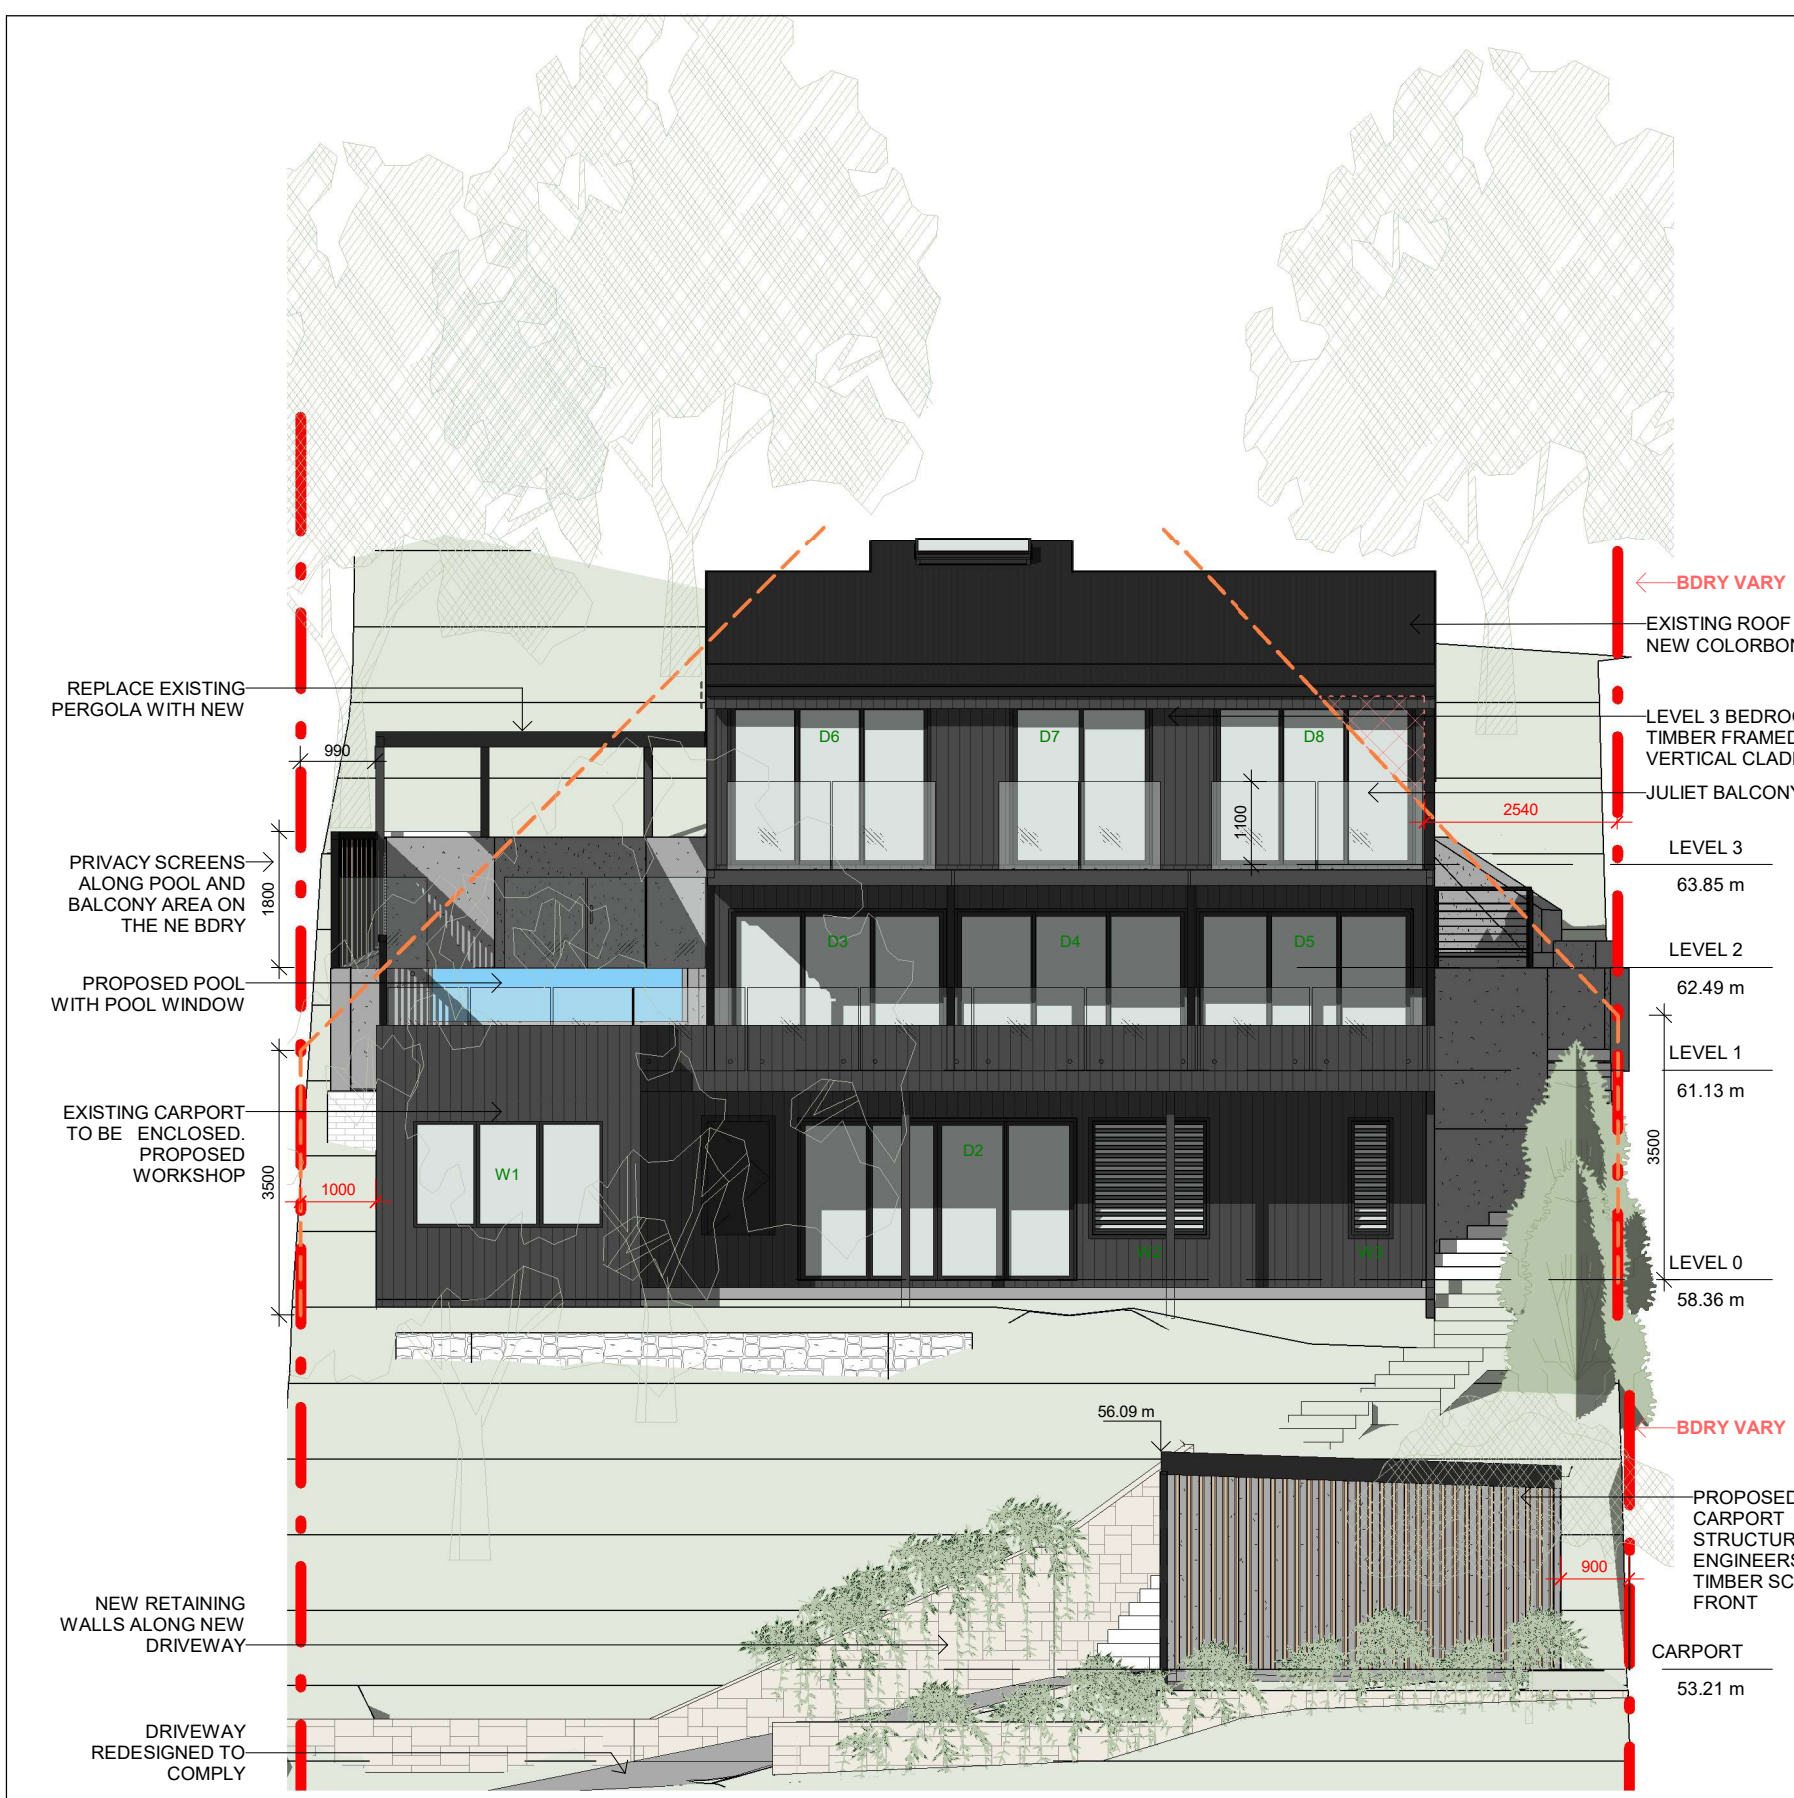 BDRY VARY
EXISTING ROOF
NEW COLORBON
REPLACE EXISTING
PERGOLA WITH NEW
990
D6
D7
D8
LEVEL 3 BEDROO
TIMBER FRAMED
VERTICAL CLADD
JULIET BALCONY
1100
2540
LEVEL 3
63.85 m
PRIVACY SCREENS
ALONG POOL AND
BALCONY AREA ON
THE NE BDRY
1800
D3
D4
D5
LEVEL 2
62.49 m
PROPOSED POOL
WITH POOL WINDOW
LEVEL 1
61.13 m
EXISTING CARPORT
TO BE ENCLOSED.
PROPOSED
WORKSHOP
3500
1000
W1
D2
W2
W3
3500
LEVEL 0
58.36 m
56.09 m
BDRY VARY
PROPOSED
CARPORT
STRUCTUR
ENGINEERS
TIMBER SC
FRONT
900
NEW RETAINING
WALLS ALONG NEW
DRIVEWAY
CARPORT
53.21 m
DRIVEWAY
REDESIGNED TO
COMPLY